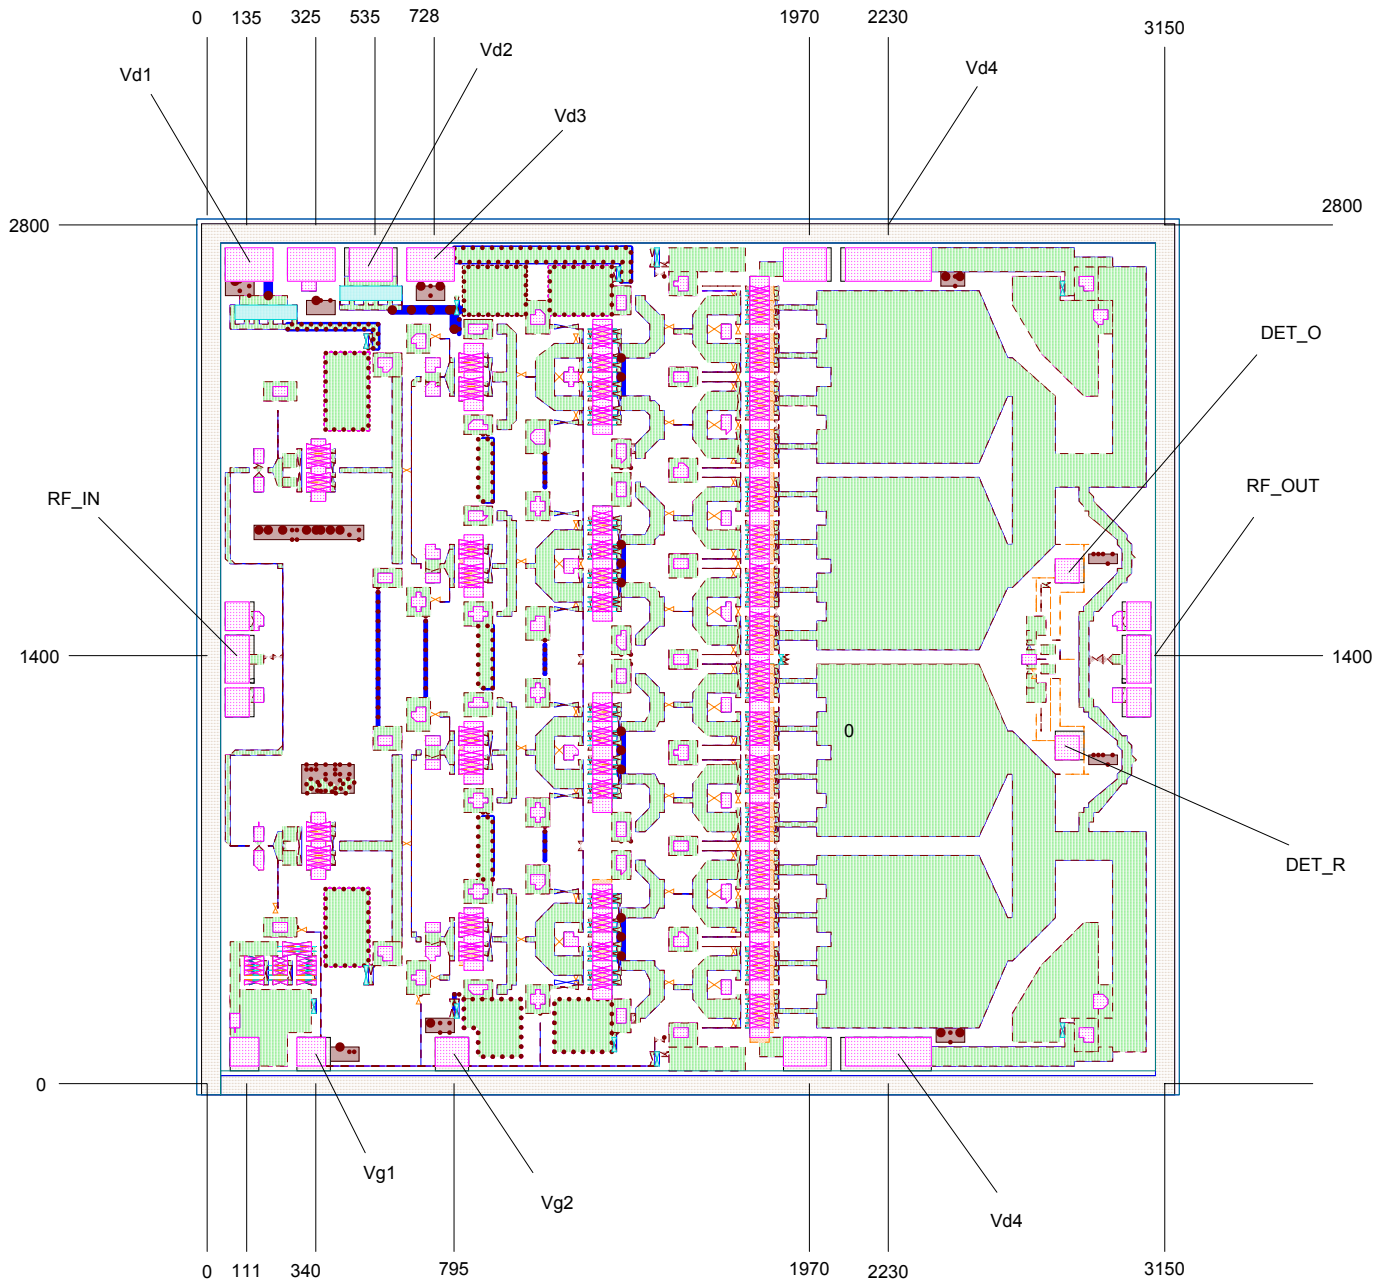 0 135 325 535 728 1970 2230 3150
Vd1 Vd2 Vd3 Vd4
2800 2800
DET_O
RF_IN RF_OUT
1400 1400
0
DET_R
0
Vg1 Vg2 Vd4
0 111 340 795 1970 2230 3150